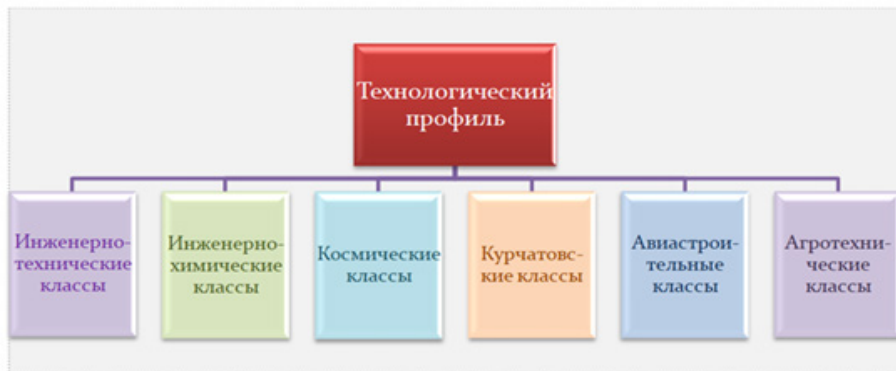 Технологический
профиль
Инженерно-
технические
классы
Инженерно-
химические
классы
Космические
классы
Курчатовс-
кие классы
Авиастрои-
тельные
классы
Агротехни-
ческие
классы